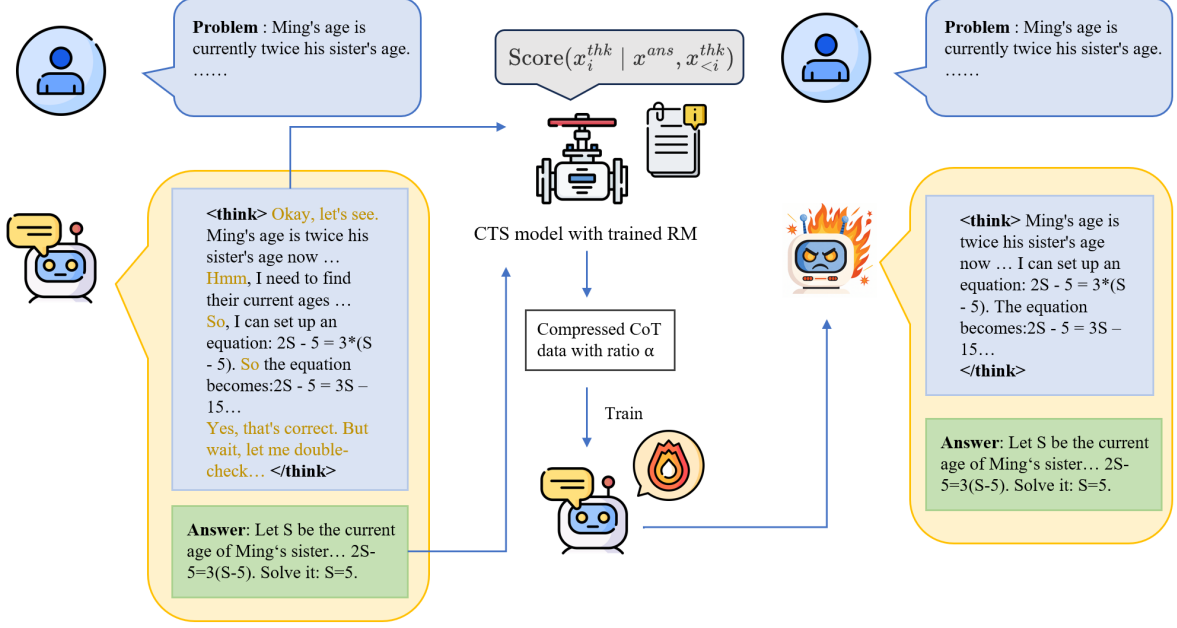 Problem : Ming's age is
currently twice his sister's age.
……
<think> Okay, let's see.
Ming's age is twice his
sister's age now …
Hmm, I need to find
their current ages …
So, I can set up an
equation: 2S - 5 = 3*(S
- 5). So the equation
becomes:2S - 5 = 3S –
15…
Yes, that's correct. But
wait, let me double-
check… </think>
Answer: Let S be the current
age of Ming‘s sister… 2S-
5=3(S-5). Solve it: S=5.
Score(x_i^{thk} | x^{ans}, x_{<i}^{thk})
i
CTS model with trained RM
Compressed CoT
data with ratio α
Train
Problem : Ming's age is
currently twice his sister's age.
……
<think> Ming's age is
twice his sister's age
now … I can set up an
equation: 2S - 5 = 3*(S
- 5). The equation
becomes:2S - 5 = 3S –
15…
</think>
Answer: Let S be the current
age of Ming‘s sister… 2S-
5=3(S-5). Solve it: S=5.